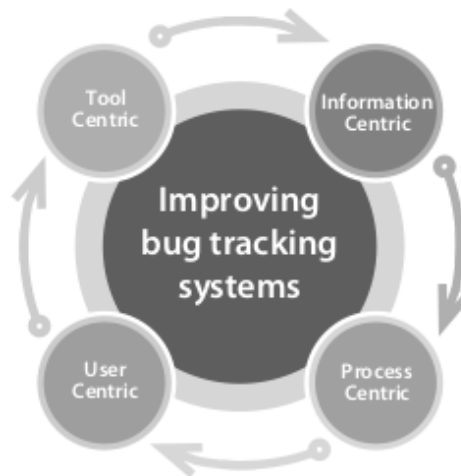 Tool
Centric
Information
Centric
Improving
bug tracking
systems
User
Centric
Process
Centric